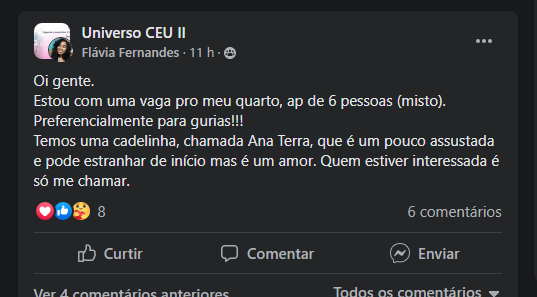 Universo CEU II
Flávia Fernandes · 11 h ·
Oi gente.
Estou com uma vaga pro meu quarto, ap de 6 pessoas (misto).
Preferencialmente para gurias!!!
Temos uma cadelinha, chamada Ana Terra, que é um pouco assustada
e pode estranhar de início mas é um amor. Quem estiver interessada é
só me chamar.
8
6 comentários
Curtir
Comentar
Enviar
Ver 4 comentários anteriores
Todos os comentários